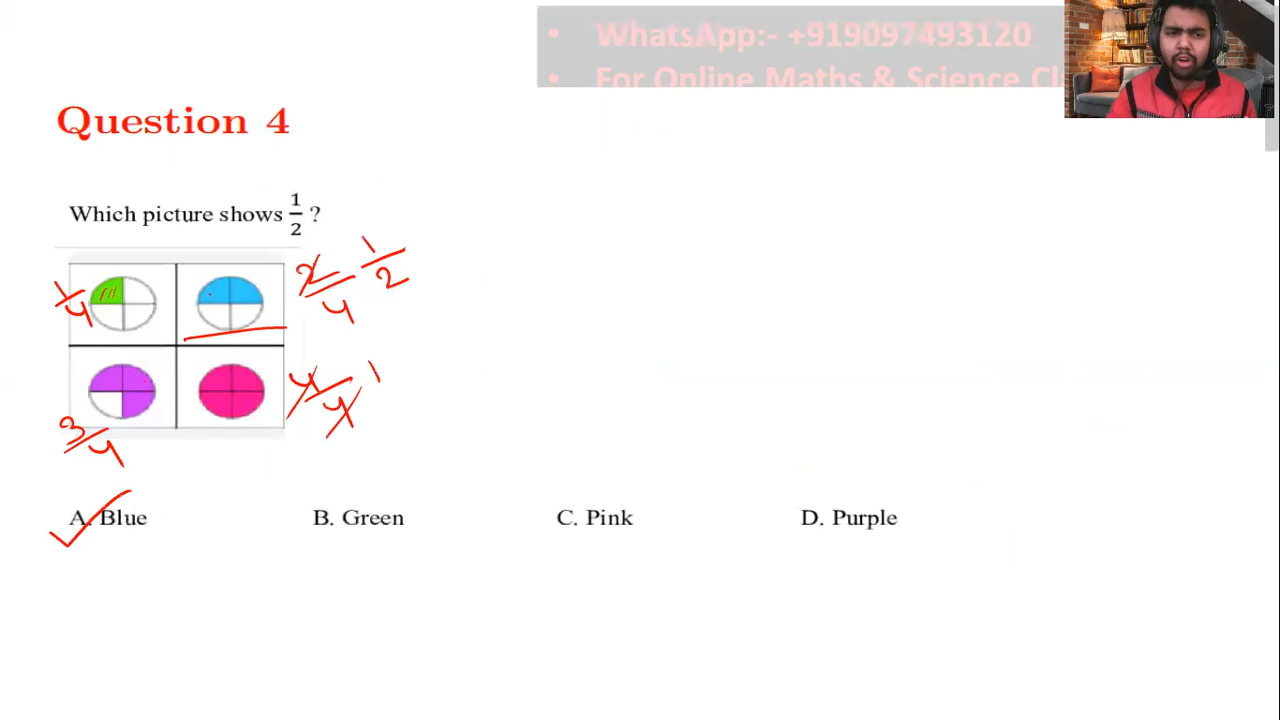 WhatsApp:- +919097493120
For Online Maths & Science Cla
Question 4
Which picture shows 1/2 ?
1/4
2/4 1/2
3/4
4/4 1
A. Blue
B. Green
C. Pink
D. Purple